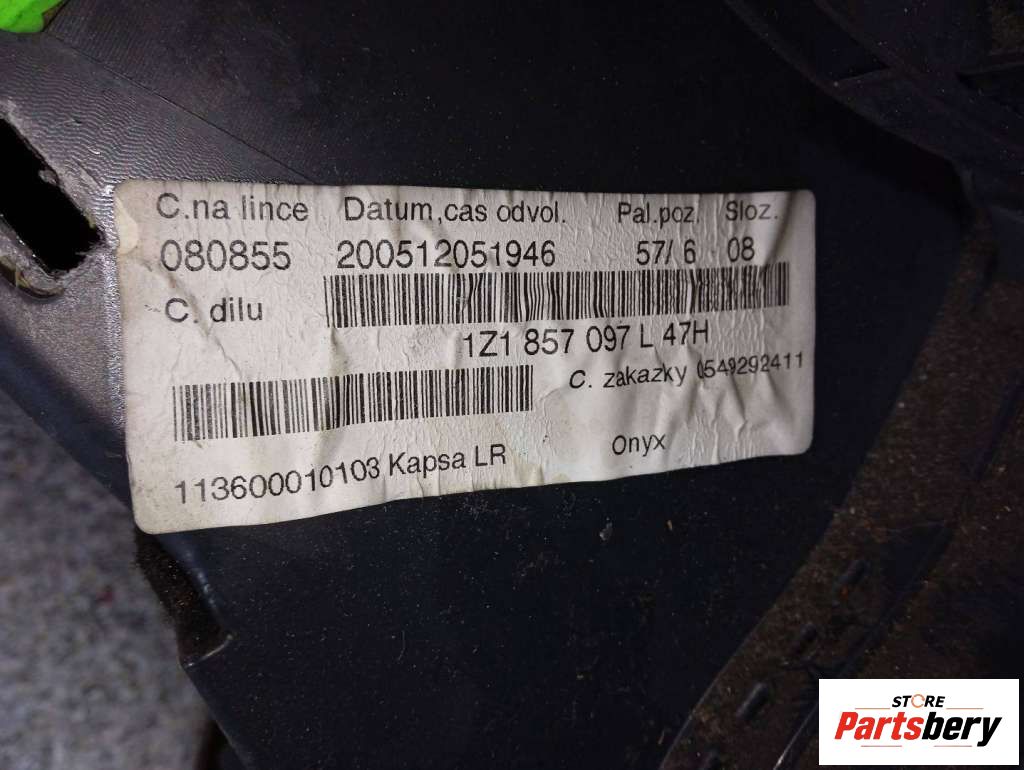 C.na lince Datum,cas odvol. Pal.poz. Sloz.
080855 200512051946 57/ 6 08
C. dilu
1Z1 857 097 L 47H
C. zakazky 0549292411
113600010103 Kapsa LR Onyx
STORE
Partsbery